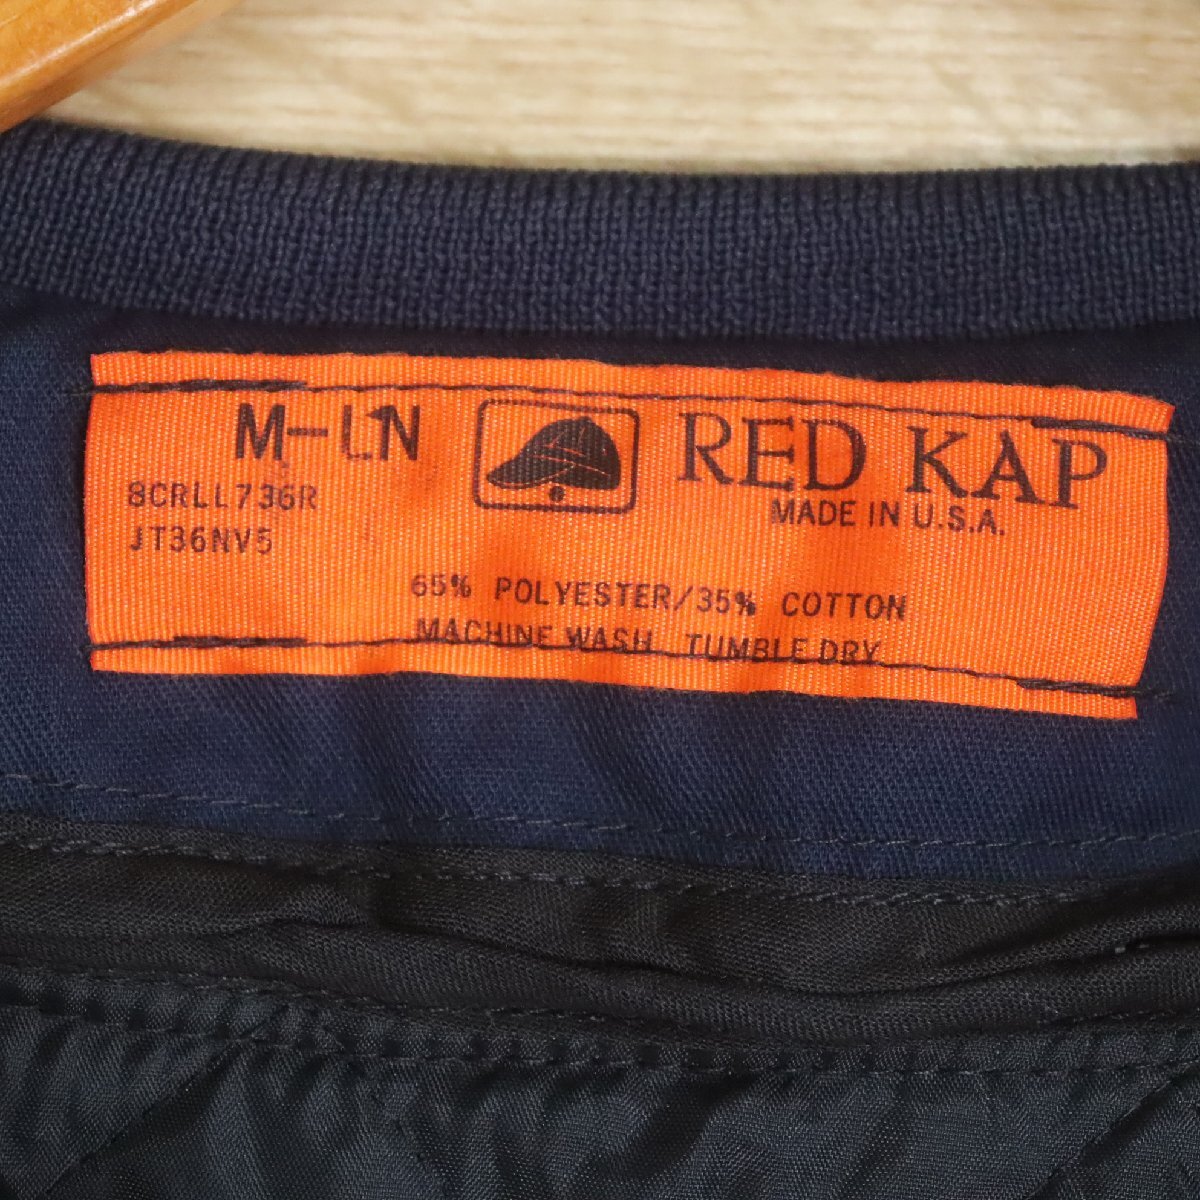 M-LN
RED KAP
8CRLL736R
MADE IN U.S.A.
JT36NV5
65% POLYESTER/35% COTTON
MACHINE WASH TUMBLE DRY